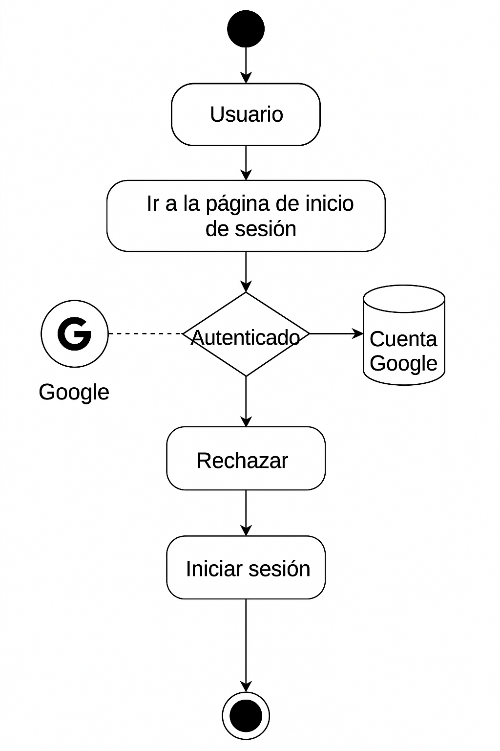 Usuario
Ir a la página de inicio
de sesión
G
Google
Autenticado
Cuenta
Google
Rechazar
Iniciar sesión